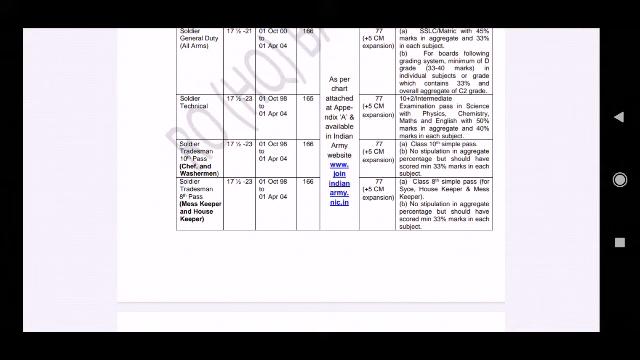 Soldier General Duty (All Arms)
17 ½ -21
01 Oct 00 to 01 Apr 04
166
77 (+5 CM expansion)
(a) SSLC/Matric with 45% marks in aggregate and 33% in each subject.
(b) For boards following grading system, minimum of D grade (33-40 marks) in individual subjects or grade which contains 33% and overall aggregate of C2 grade.
As per chart attached at Appendix 'A' & available in Indian Army website www.joinindianarmy.nic.in
Soldier Technical
17 ½ -23
01 Oct 98 to 01 Apr 04
165
77 (+5 CM expansion)
10+2/Intermediate Examination pass in Science with Physics, Chemistry, Maths and English with 50% marks in aggregate and 40% marks in each subject.
Soldier Tradesman 10th Pass (Chef, and Washermen)
17 ½ -23
01 Oct 98 to 01 Apr 04
166
77 (+5 CM expansion)
(a) Class 10th simple pass.
(b) No stipulation in aggregate percentage but should have scored min 33% marks in each subject.
Soldier Tradesman 8th Pass (Mess Keeper and House Keeper)
17 ½ -23
01 Oct 98 to 01 Apr 04
166
77 (+5 CM expansion)
(a) Class 8th simple pass (for Syce, House Keeper & Mess Keeper).
(b) No stipulation in aggregate percentage but should have scored min 33% marks in each subject.